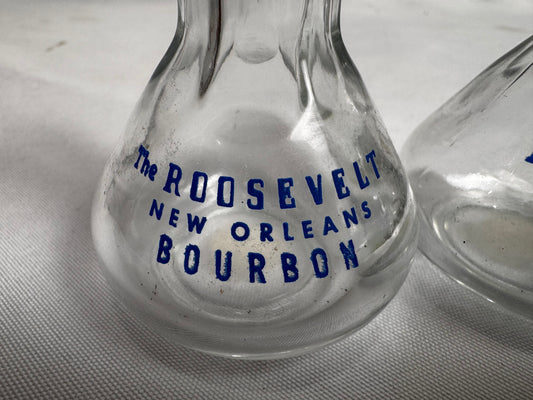 The ROOSEVELT
NEW ORLEANS
BOURBON